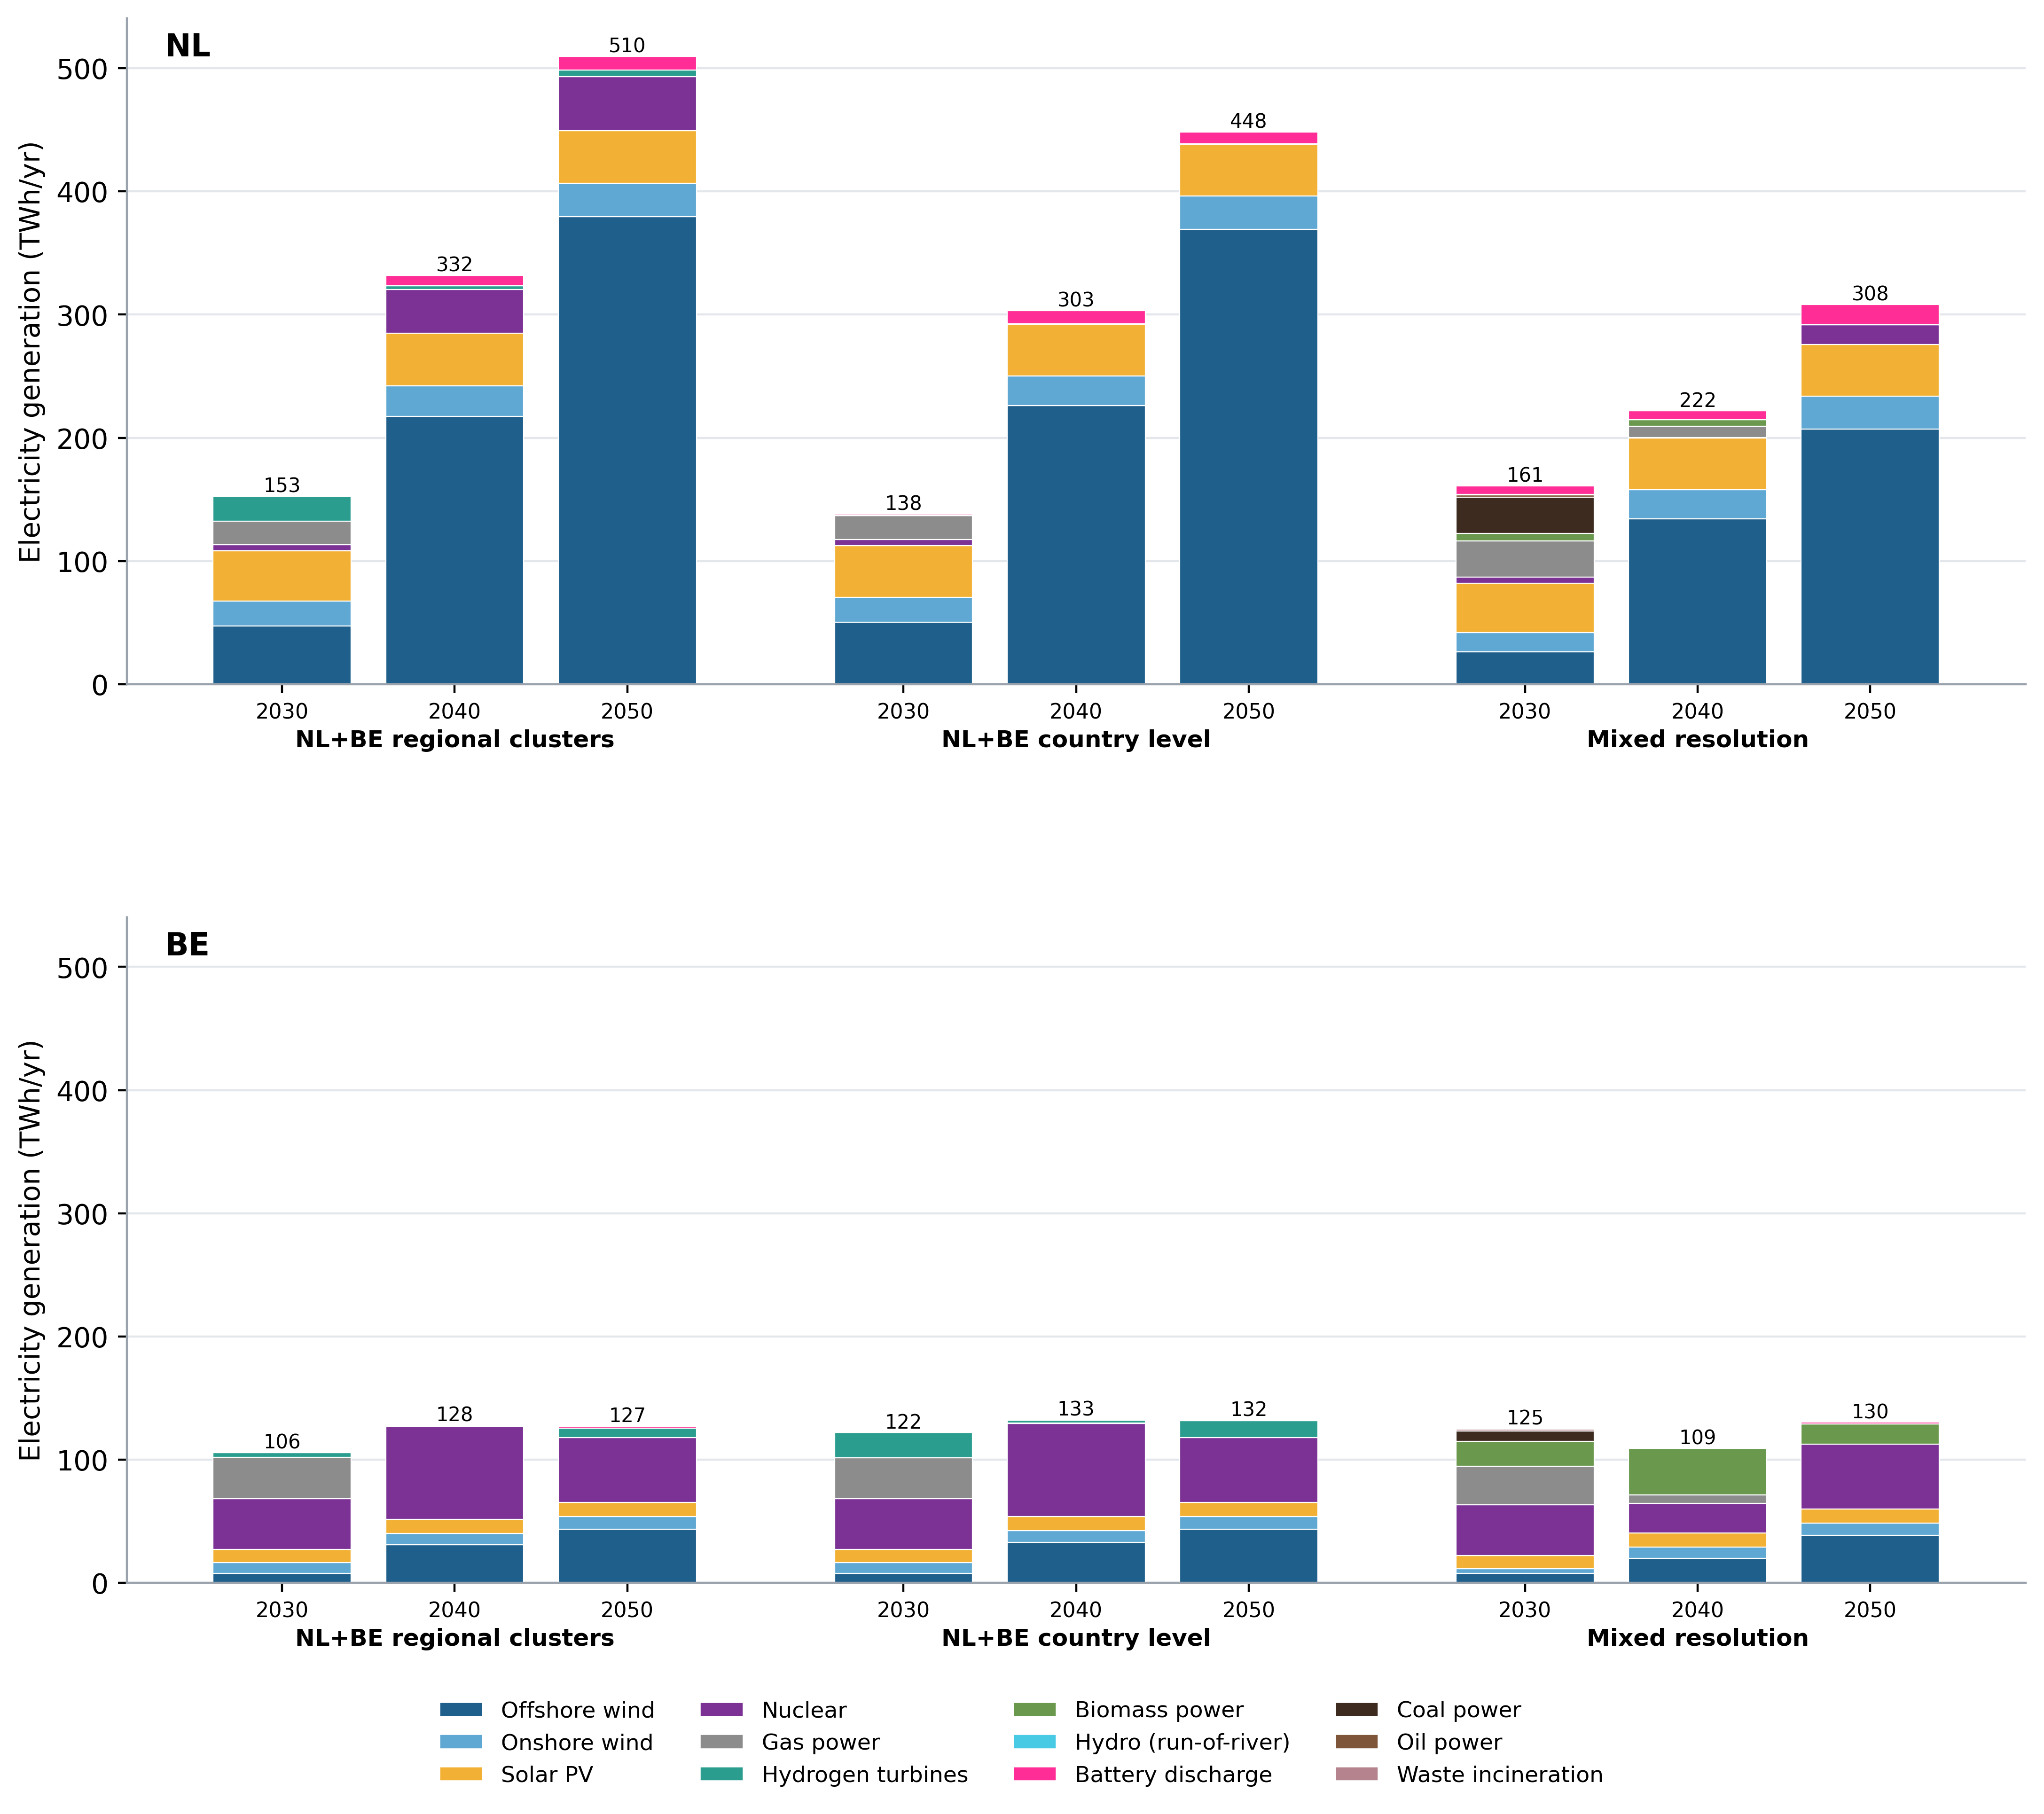 NL
Electricity generation (TWh/yr)
500
400
300
200
100
0
153
332
510
138
303
448
161
222
308
2030 2040 2050 2030 2040 2050 2030 2040 2050
NL+BE regional clusters NL+BE country level Mixed resolution
BE
Electricity generation (TWh/yr)
500
400
300
200
100
0
106
128
127
122
133
132
125
109
130
2030 2040 2050 2030 2040 2050 2030 2040 2050
NL+BE regional clusters NL+BE country level Mixed resolution
Offshore wind
Onshore wind
Solar PV
Nuclear
Gas power
Hydrogen turbines
Biomass power
Hydro (run-of-river)
Battery discharge
Coal power
Oil power
Waste incineration